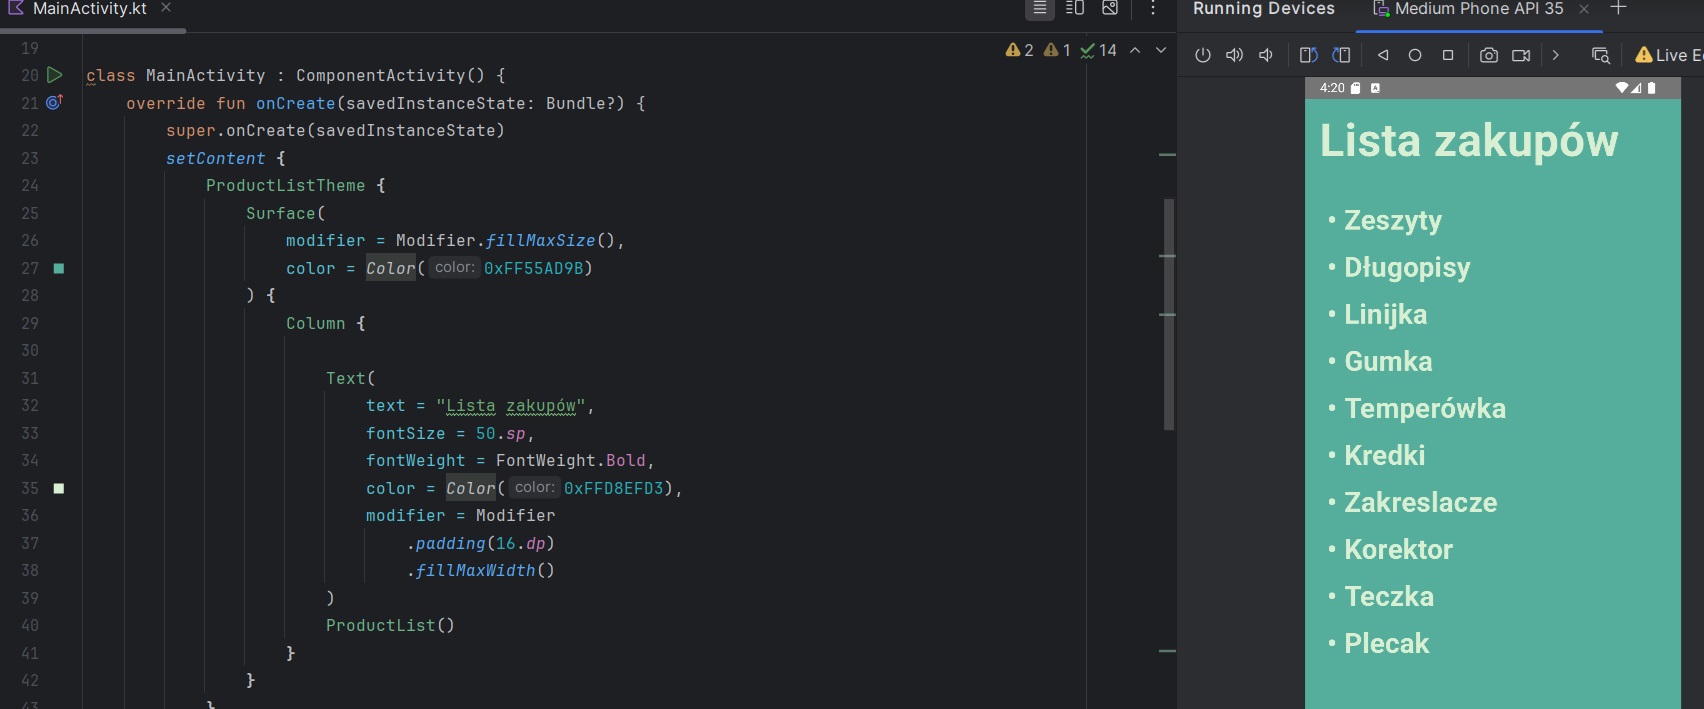 MainActivity.kt
2 1 14
19
20 class MainActivity : ComponentActivity() {
21 override fun onCreate(savedInstanceState: Bundle?) {
22 super.onCreate(savedInstanceState)
23 setContent {
24 ProductListTheme {
25 Surface(
26 modifier = Modifier.fillMaxSize(),
27 color = Color( color: 0xFF55AD9B)
28 ) {
29 Column {
30
31 Text(
32 text = "Lista zakupów",
33 fontSize = 50.sp,
34 fontWeight = FontWeight.Bold,
35 color = Color( color: 0xFFD8EFD3),
36 modifier = Modifier
37 .padding(16.dp)
38 .fillMaxWidth()
39 )
40 ProductList()
41 }
42 }
43 }
Running Devices Medium Phone API 35
Live E
4:20
Lista zakupów
• Zeszyty
• Długopisy
• Linijka
• Gumka
• Temperówka
• Kredki
• Zakreslacze
• Korektor
• Teczka
• Plecak